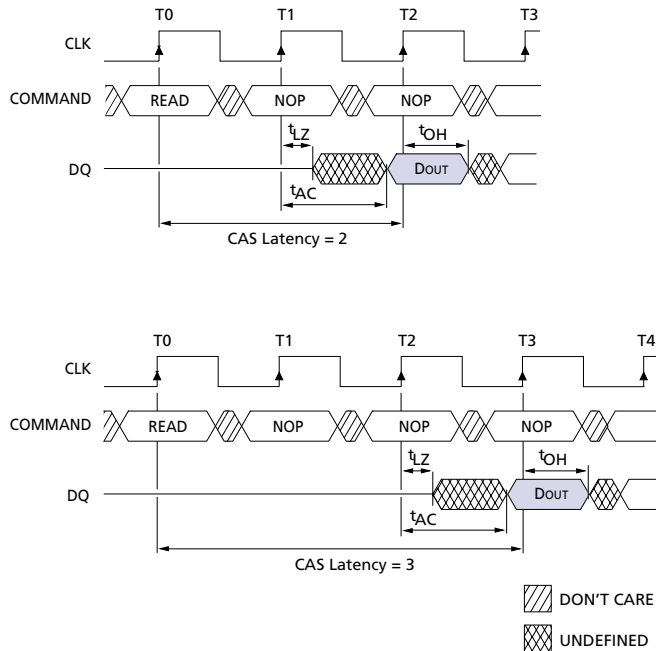 T0 T1 T2 T3
CLK
COMMAND READ NOP NOP
tLZ tOH
DQ DOUT
tAC
CAS Latency = 2
T0 T1 T2 T3 T4
CLK
COMMAND READ NOP NOP NOP
tLZ tOH
DQ DOUT
tAC
CAS Latency = 3
DON'T CARE
UNDEFINED